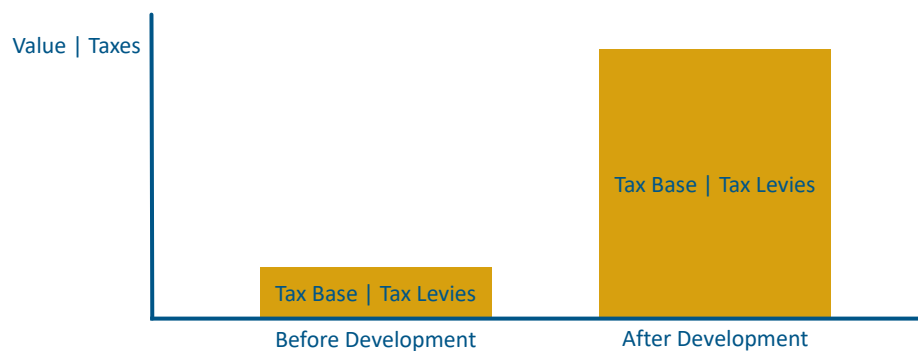 Value | Taxes
Tax Base | Tax Levies
Tax Base | Tax Levies
Before Development
After Development